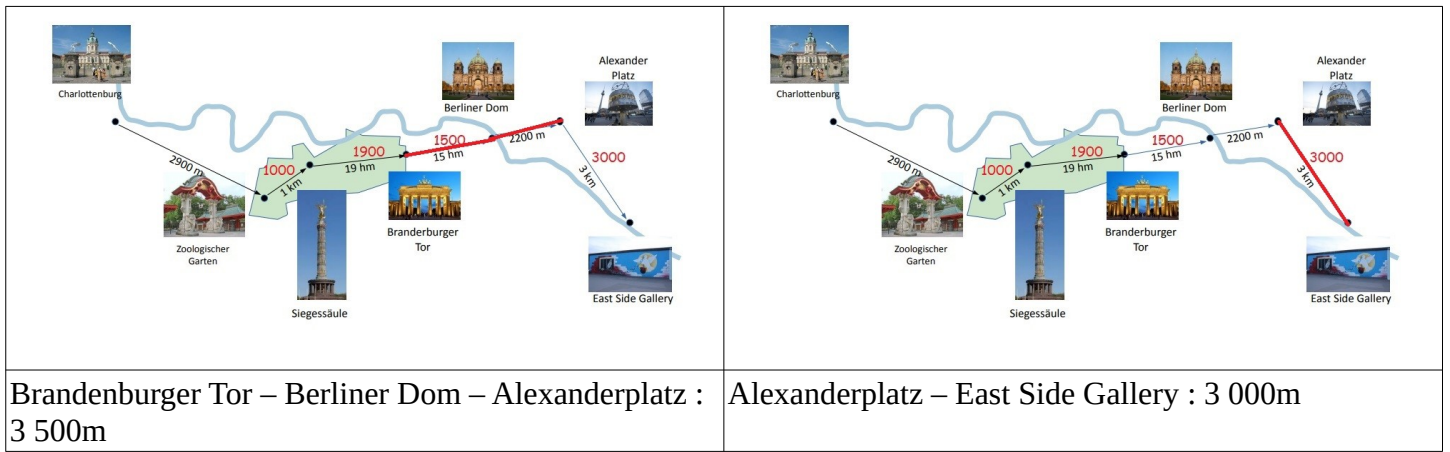 Alexander
Platz
Charlottenburg
Berliner Dom
1500
2200 m
15 hm
1900
19 hm
3000
3 km
2900 m
1000
1 km
Branderburger
Tor
Zoologischer
Garten
East Side Gallery
Siegessäule
Brandenburger Tor – Berliner Dom – Alexanderplatz :
3 500m
Alexander
Platz
Charlottenburg
Berliner Dom
1500
2200 m
15 hm
1900
19 hm
3000
3 km
2900 m
1000
1 km
Branderburger
Tor
Zoologischer
Garten
East Side Gallery
Siegessäule
Alexanderplatz – East Side Gallery : 3 000m